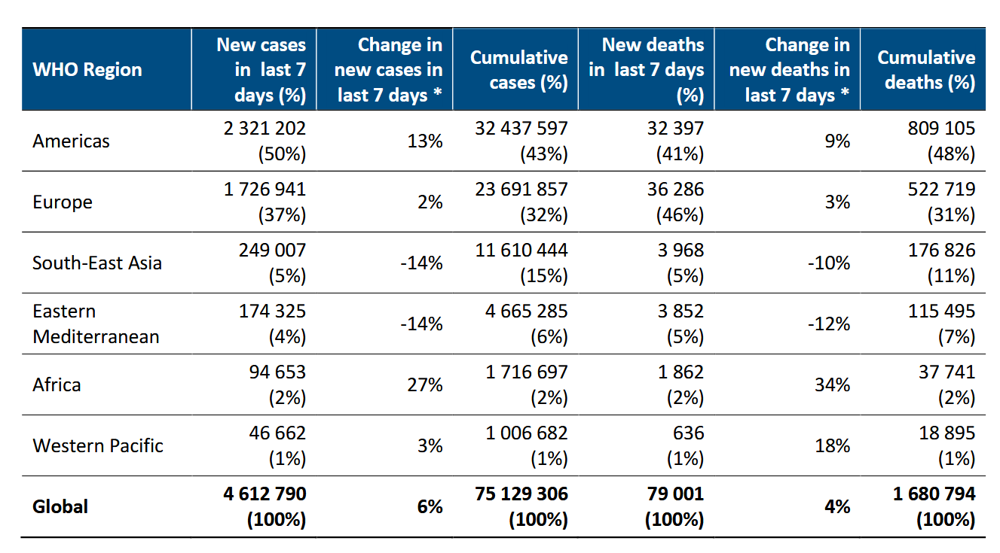 WHO Region
New cases
in last 7
days (%)
Change in
new cases in
last 7 days *
Cumulative
cases (%)
New deaths
in last 7 days
(%)
Change in
new deaths in
last 7 days *
Cumulative
deaths (%)
Americas
2 321 202
(50%)
13%
32 437 597
(43%)
32 397
(41%)
9%
809 105
(48%)
Europe
1 726 941
(37%)
2%
23 691 857
(32%)
36 286
(46%)
3%
522 719
(31%)
South-East Asia
249 007
(5%)
-14%
11 610 444
(15%)
3 968
(5%)
-10%
176 826
(11%)
Eastern
Mediterranean
174 325
(4%)
-14%
4 665 285
(6%)
3 852
(5%)
-12%
115 495
(7%)
Africa
94 653
(2%)
27%
1 716 697
(2%)
1 862
(2%)
34%
37 741
(2%)
Western Pacific
46 662
(1%)
3%
1 006 682
(1%)
636
(1%)
18%
18 895
(1%)
Global
4 612 790
(100%)
6%
75 129 306
(100%)
79 001
(100%)
4%
1 680 794
(100%)